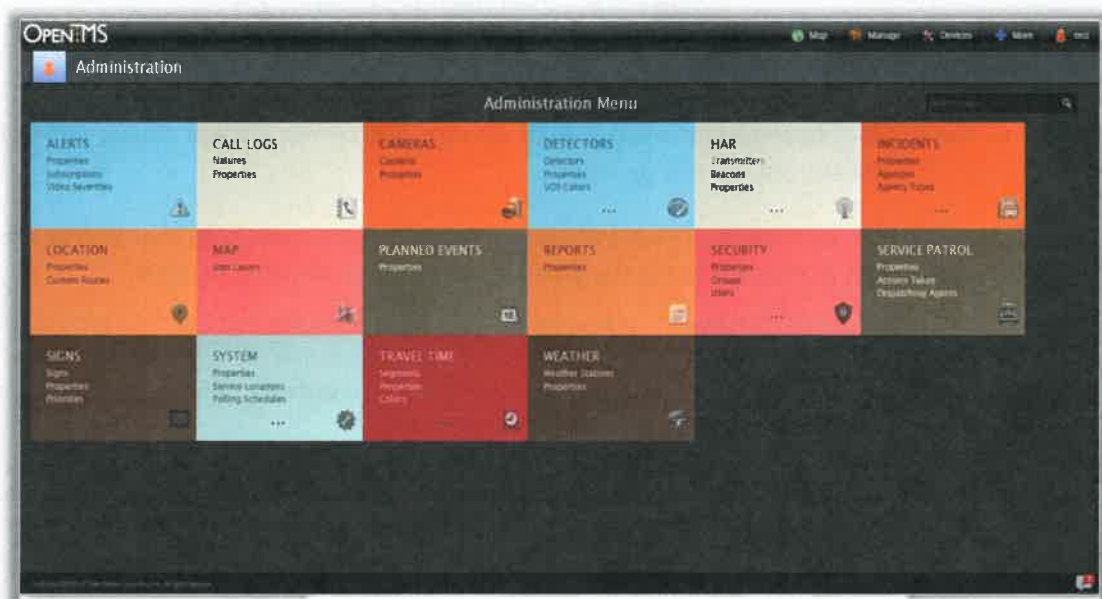 OPENTMS
Map Manage Devices More test
Administration
Administration Menu
ALERTS
Properties
Subscriptions
Video Severities
CALL LOGS
Natures
Properties
CAMERAS
Cameras
Properties
DETECTORS
Detectors
Properties
VDS Colors
...
HAR
Transmitters
Beacons
Properties
...
INCIDENTS
Properties
Agencies
Agency Types
...
LOCATION
Properties
Custom Routes
MAP
Map Layers
PLANNED EVENTS
Properties
REPORTS
Properties
SECURITY
Properties
Groups
Users
...
SERVICE PATROL
Properties
Actions Taken
Dispatching Agents
SIGNS
Signs
Properties
Priorities
SYSTEM
Properties
Service Locations
Polling Schedules
...
TRAVEL TIME
Segments
Properties
Colors
WEATHER
Weather Stations
Properties